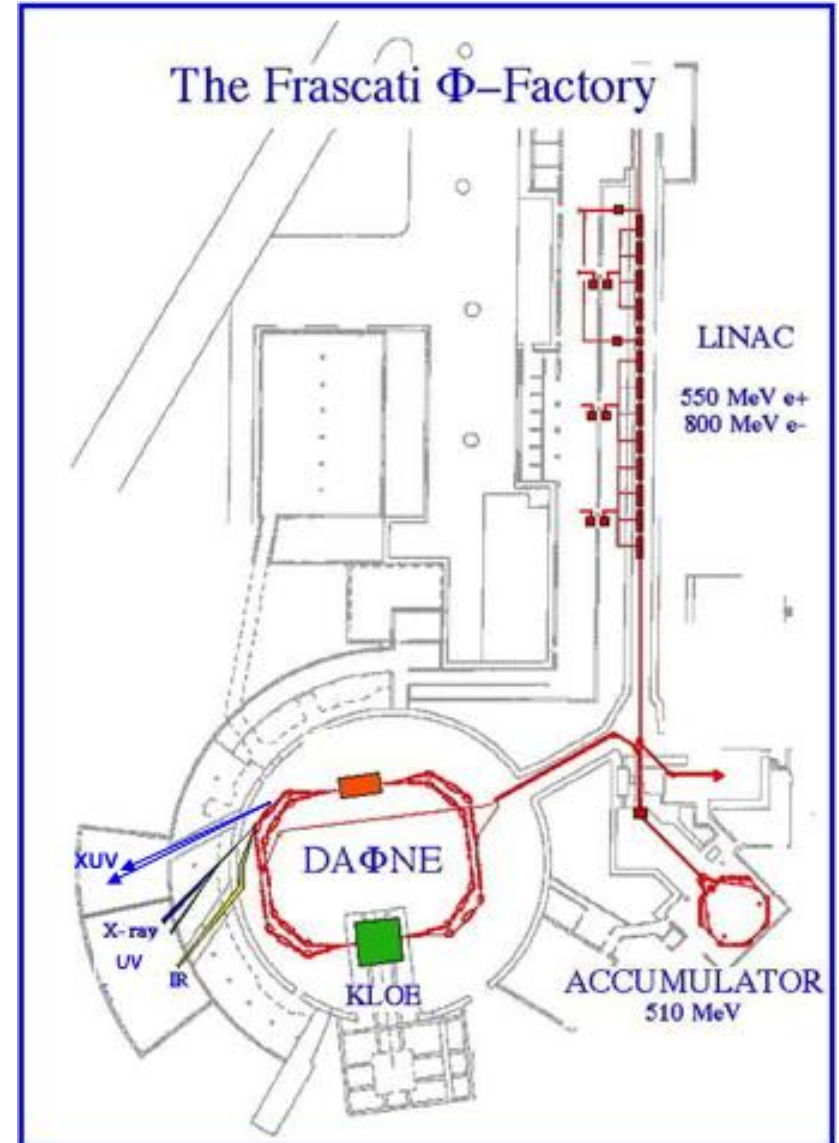 The Frascati Φ-Factory
LINAC
550 MeV e+
800 MeV e-
DAΦNE
XUV
X-ray
UV
IR
KLOE
ACCUMULATOR
510 MeV